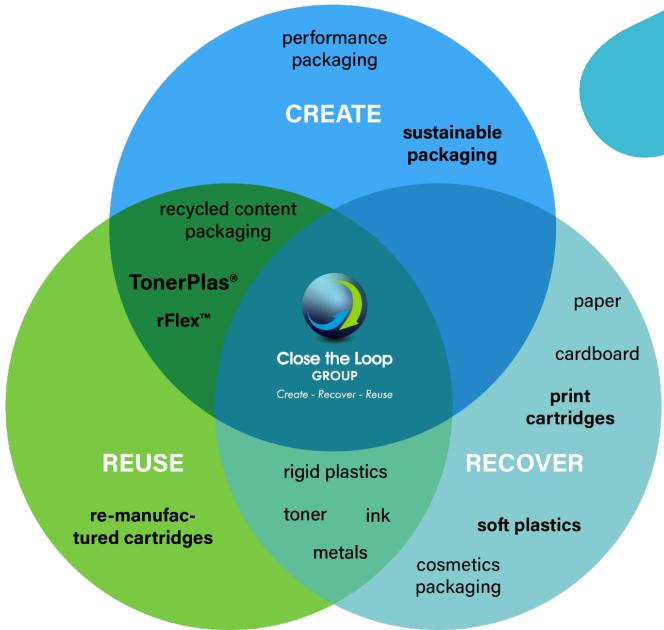 performance
packaging
CREATE
sustainable
packaging
recycled content
packaging
TonerPlas®
rFlex™
Close the Loop
GROUP
Create - Recover - Reuse
paper
cardboard
print
cartridges
REUSE
RECOVER
rigid plastics
toner
ink
metals
re-manufac-
tured cartridges
soft plastics
cosmetics
packaging